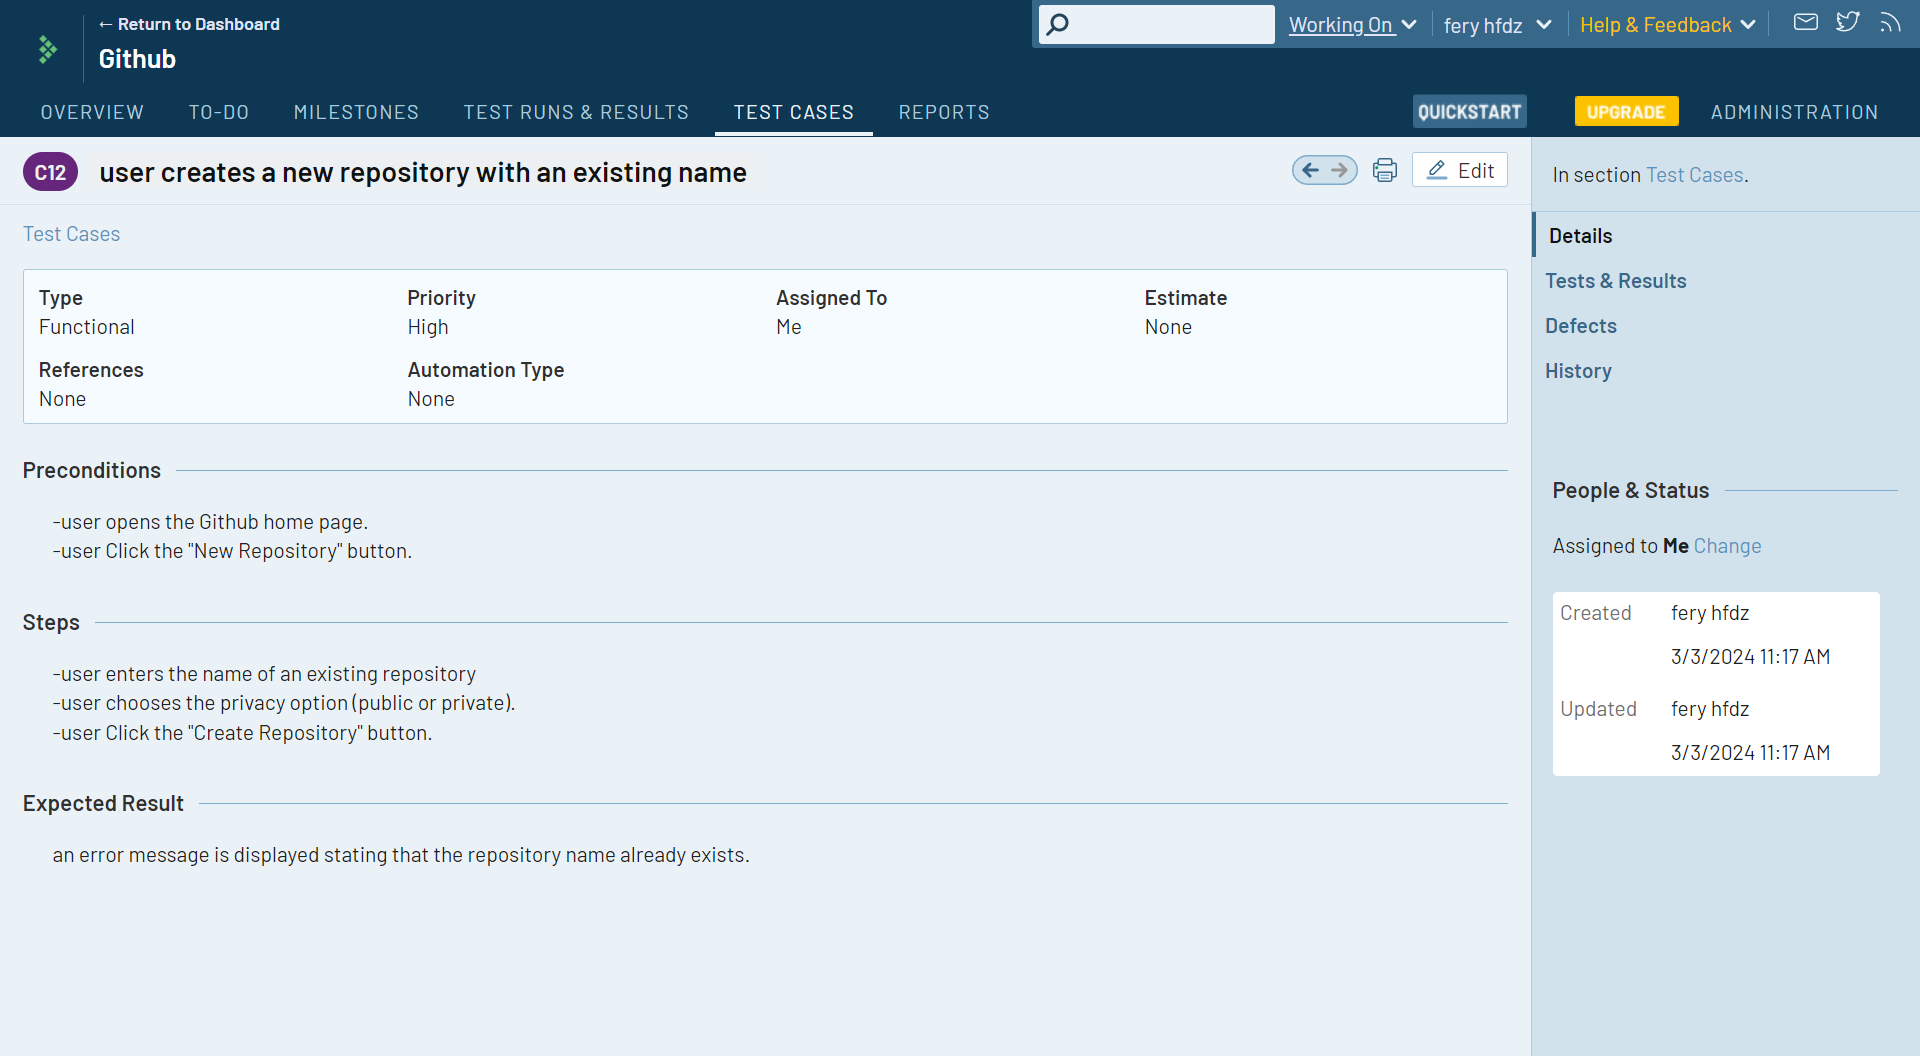 ← Return to Dashboard
Github
Working On
fery hfdz
Help & Feedback
OVERVIEW
TO-DO
MILESTONES
TEST RUNS & RESULTS
TEST CASES
REPORTS
QUICKSTART
UPGRADE
ADMINISTRATION
C12
user creates a new repository with an existing name
Edit
Test Cases
Type
Functional
Priority
High
Assigned To
Me
Estimate
None
References
None
Automation Type
None
Preconditions
-user opens the Github home page.
-user Click the "New Repository" button.
Steps
-user enters the name of an existing repository
-user chooses the privacy option (public or private).
-user Click the "Create Repository" button.
Expected Result
an error message is displayed stating that the repository name already exists.
In section Test Cases.
Details
Tests & Results
Defects
History
People & Status
Assigned to Me Change
Created fery hfdz
3/3/2024 11:17 AM
Updated fery hfdz
3/3/2024 11:17 AM